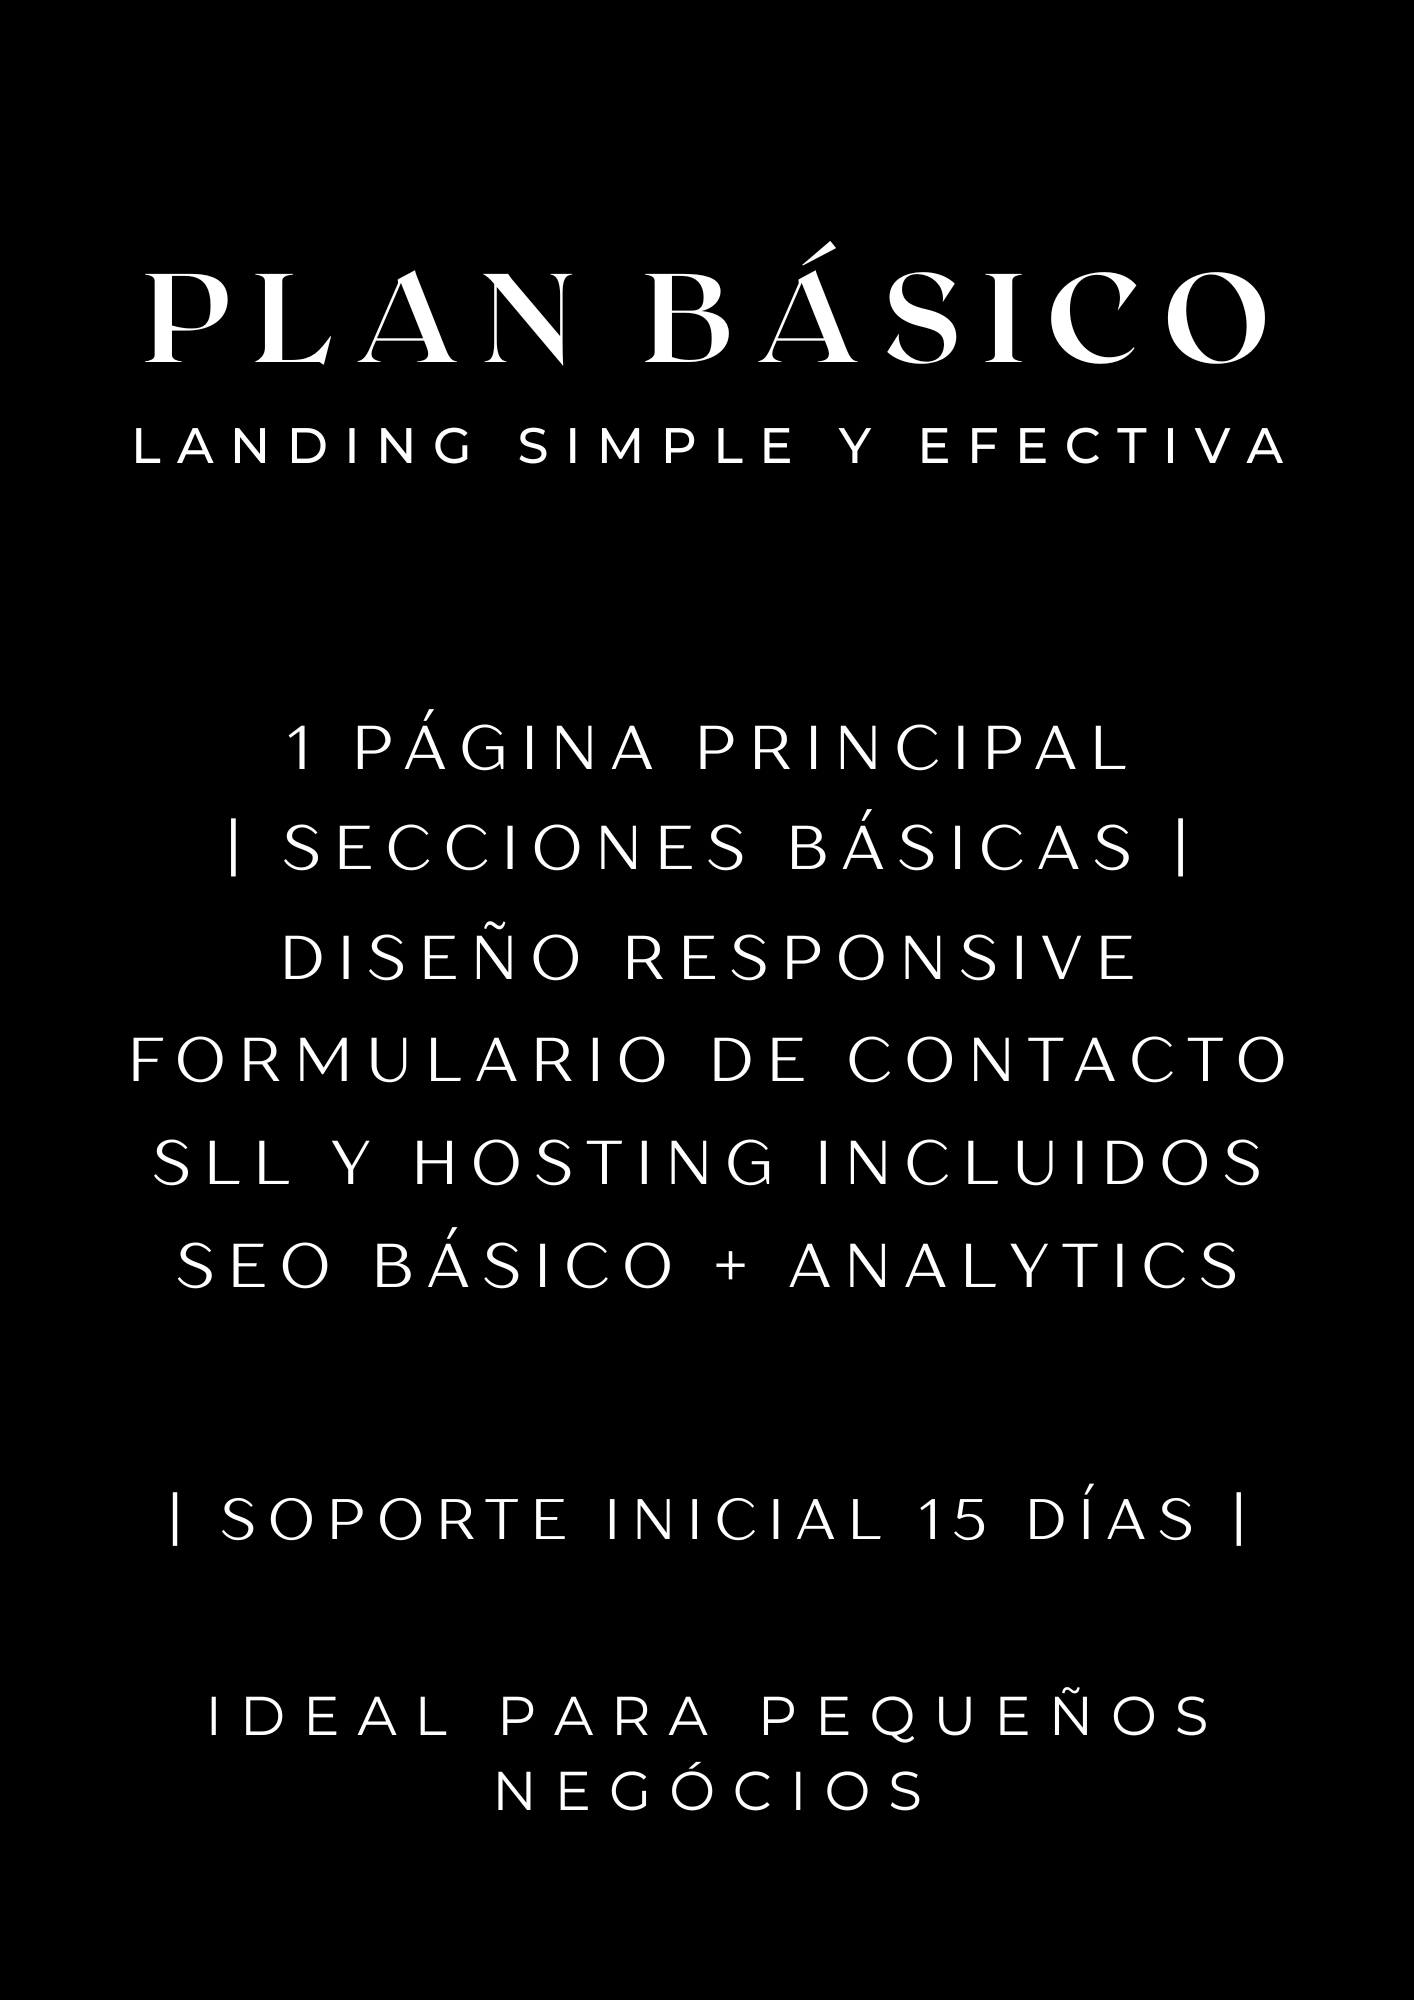 PLAN BÁSICO
LANDING SIMPLE Y EFECTIVA
1 PÁGINA PRINCIPAL
| SECCIONES BÁSICAS |
DISEÑO RESPONSIVE
FORMULARIO DE CONTACTO
SLL Y HOSTING INCLUIDOS
SEO BÁSICO + ANALYTICS
| SOPORTE INICIAL 15 DÍAS |
IDEAL PARA PEQUEÑOS
NEGÓCIOS